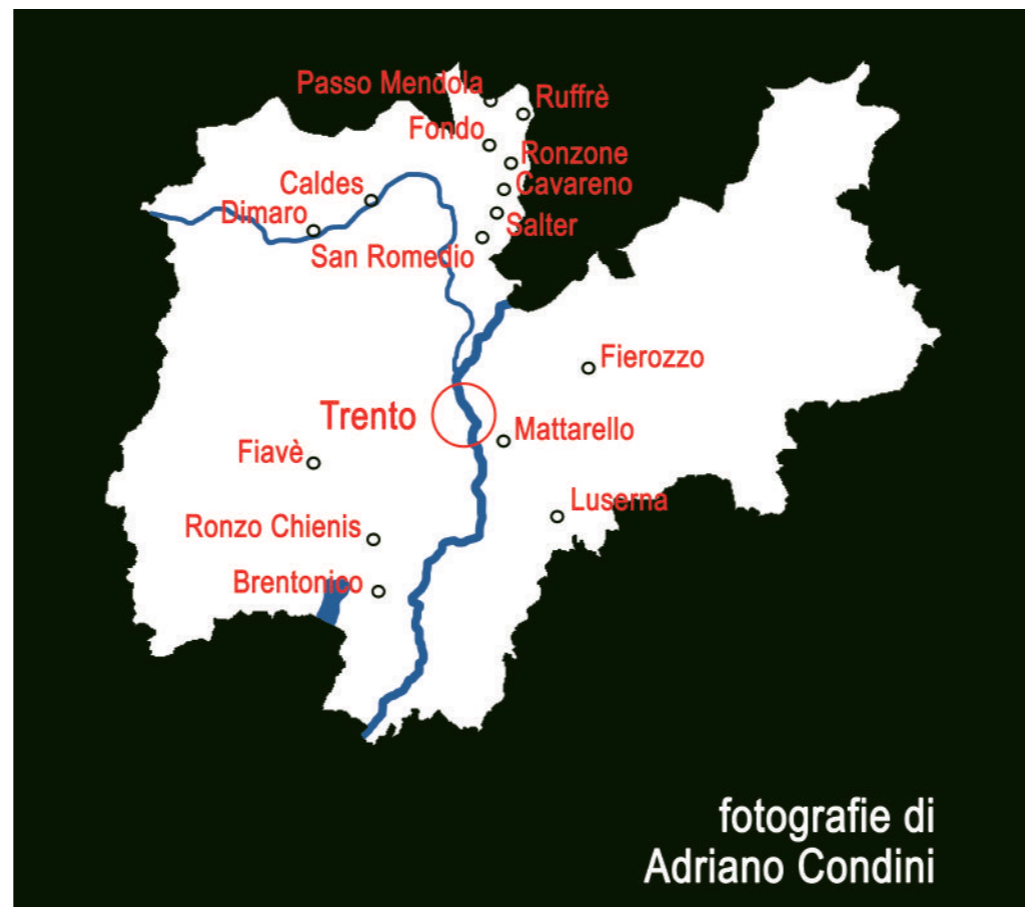 Passo Mendola
Ruffrè
Fondo
Ronzone
Caldes
Cavareno
Dimaro
Salter
San Romedio
Fierozzo
Trento
Mattarello
Fiavè
Luserna
Ronzo Chienis
Brentonico
fotografie di
Adriano Condini